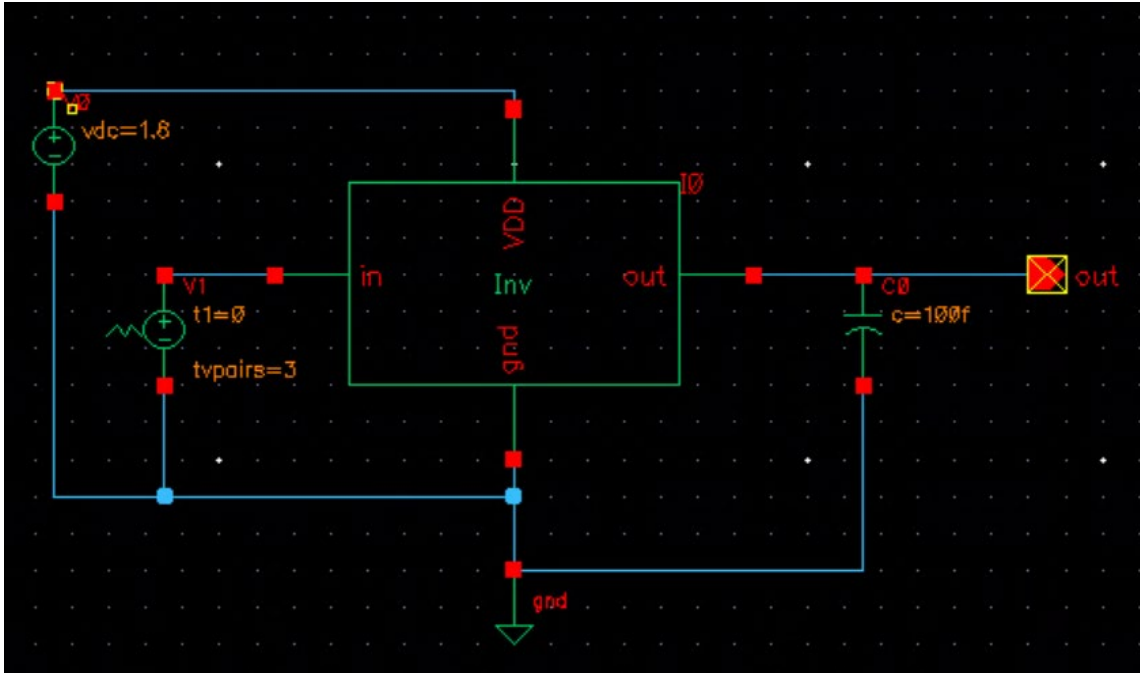 V0
vdc=1.8
I0
VDD
in
Inv
out
gnd
V1
t1=0
tvpairs=3
C0
c=100f
out
gnd